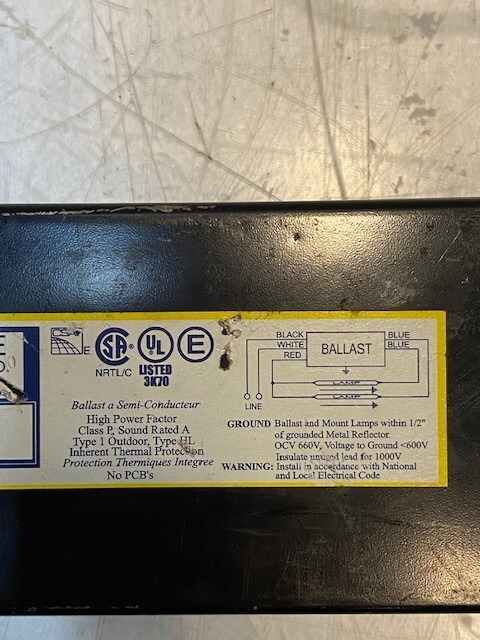 E
O.
E
SA
NRTL/C
UL
LISTED
3K70
E
Ballast a Semi-Conducteur
High Power Factor
Class P, Sound Rated A
Type 1 Outdoor, Type HL
Inherent Thermal Protection
Protection Thermiques Integree
No PCB's
BLACK
WHITE
RED
BALLAST
BLUE
BLUE
LAMP
LAMP
LINE
GROUND Ballast and Mount Lamps within 1/2"
of grounded Metal Reflector.
OCV 660V, Voltage to Ground <600V
Insulate unused lead for 1000V
WARNING: Install in accordance with National
and Local Electrical Code